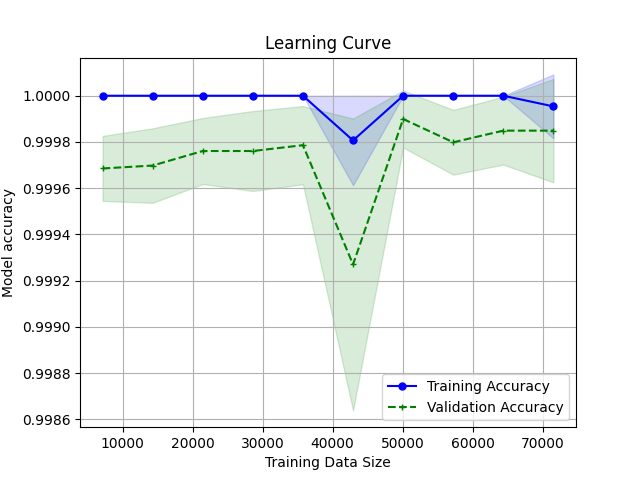 Learning Curve
1.0000
0.9998
0.9996
0.9994
0.9992
0.9990
0.9988
0.9986
Model accuracy
Training Accuracy
Validation Accuracy
10000 20000 30000 40000 50000 60000 70000
Training Data Size